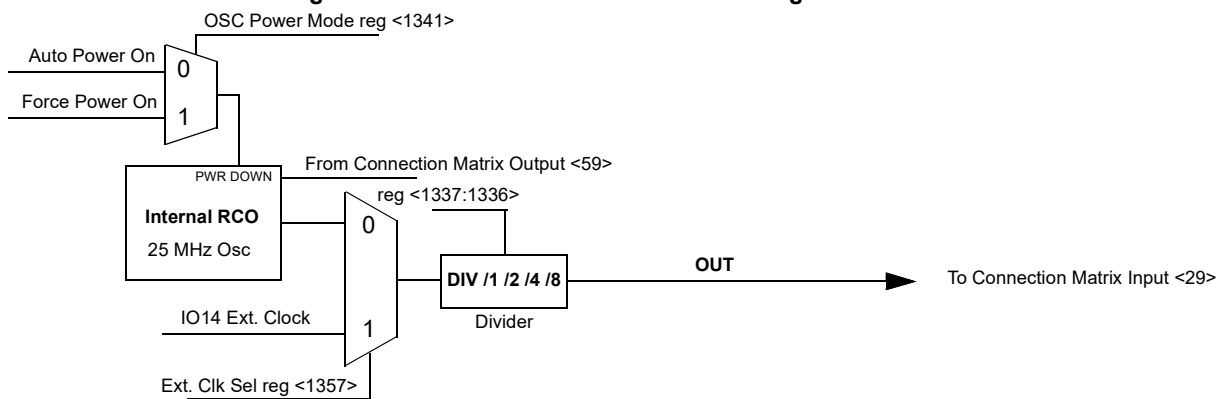 OSC Power Mode reg <1341>
Auto Power On
0
Force Power On
1
PWR DOWN
From Connection Matrix Output <59>
reg <1337:1336>
Internal RCO
0
25 MHz Osc
OUT
DIV /1 /2 /4 /8
To Connection Matrix Input <29>
IO14 Ext. Clock
1
Divider
Ext. Clk Sel reg <1357>